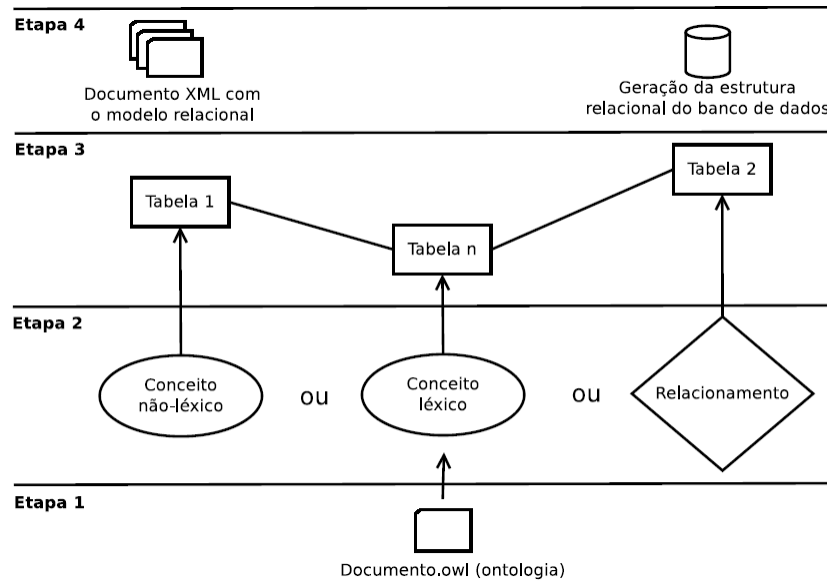 Etapa 4
Documento XML com
o modelo relacional
Geração da estrutura
relacional do banco de dados
Etapa 3
Tabela 1
Tabela 2
Tabela n
Etapa 2
Conceito
não-léxico
ou
Conceito
léxico
ou
Relacionamento
Etapa 1
Documento.owl (ontologia)